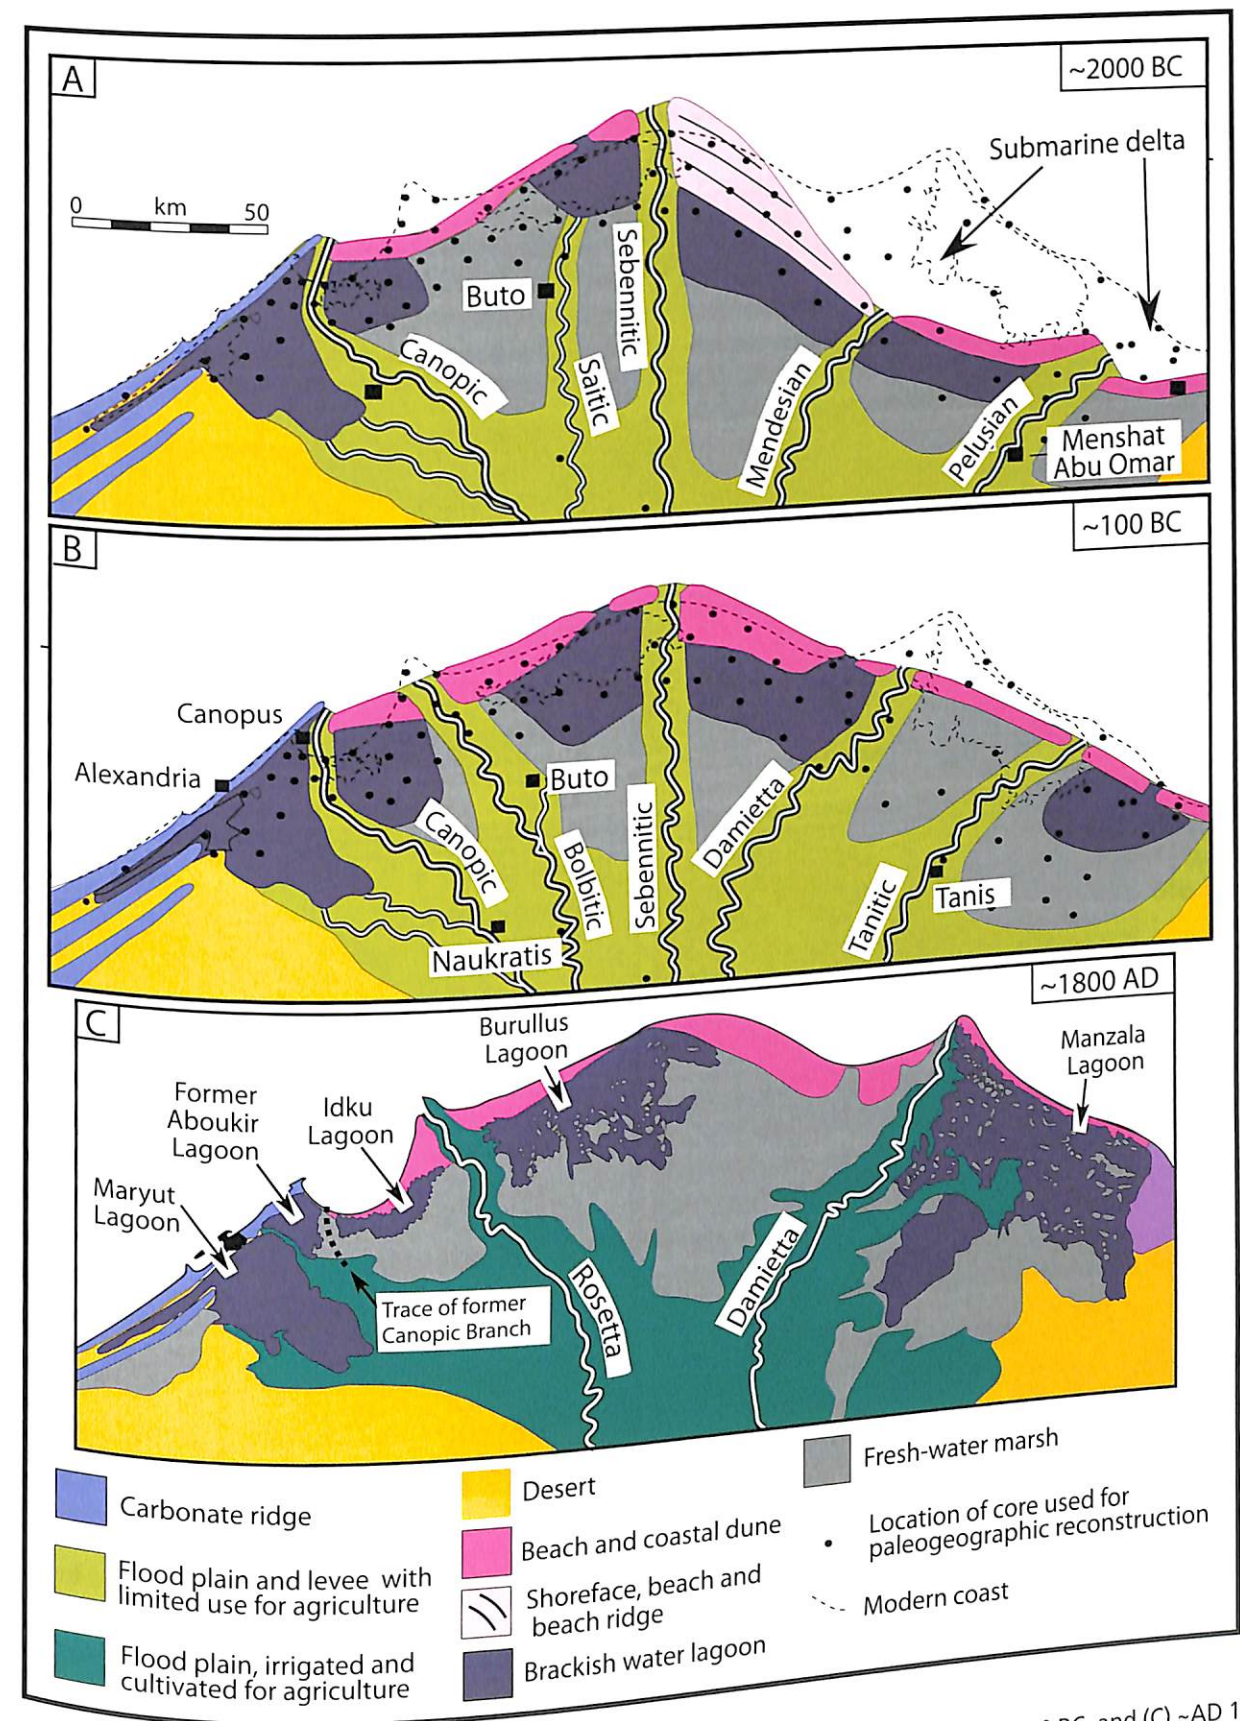 A
~2000 BC
Submarine delta
0 km 50
Buto
Sebennitic
Canopic
Saitic
Mendesian
Pelusian
Menshat
Abu Omar
B
~100 BC
Canopus
Alexandria
Buto
Canopic
Bolbitic
Sebennitic
Damietta
Tanitic
Tanis
Naukratis
C
~1800 AD
Burullus
Lagoon
Manzala
Lagoon
Former
Aboukir
Lagoon
Idku
Lagoon
Maryut
Lagoon
Trace of former
Canopic Branch
Rosetta
Damietta
Carbonate ridge
Flood plain and levee with
limited use for agriculture
Flood plain, irrigated and
cultivated for agriculture
Desert
Beach and coastal dune
Shoreface, beach and
beach ridge
Brackish water lagoon
Fresh-water marsh
Location of core used for
paleogeographic reconstruction
Modern coast
BC, and (C) ~AD 1